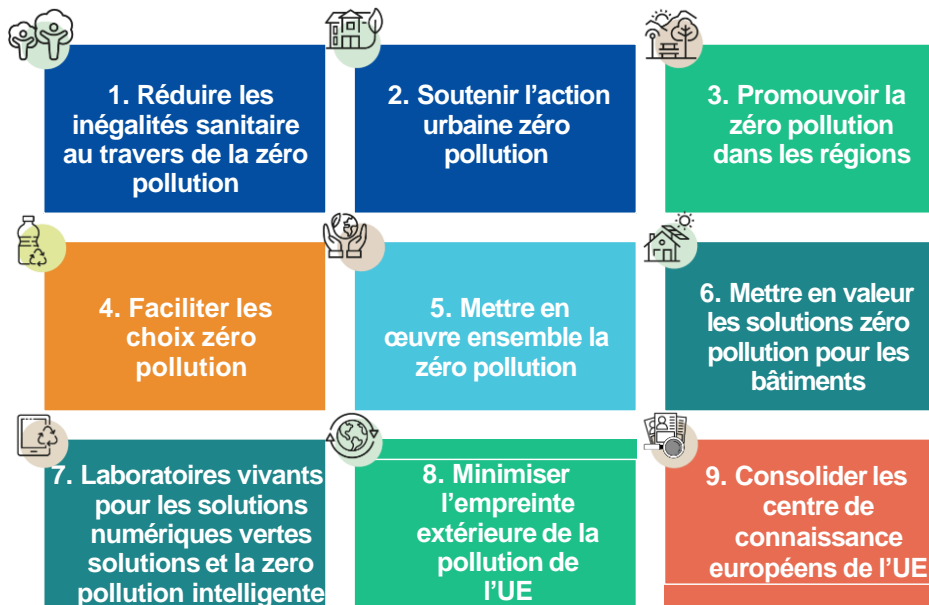 1. Réduire les
inégalités sanitaire
au travers de la zéro
pollution
2. Soutenir l’action
urbaine zéro
pollution
3. Promouvoir la
zéro pollution
dans les régions
4. Faciliter les
choix zéro
pollution
5. Mettre en
œuvre ensemble la
zéro pollution
6. Mettre en valeur
les solutions zéro
pollution pour les
bâtiments
7. Laboratoires vivants
pour les solutions
numériques vertes
solutions et la zero
pollution intelligente
8. Minimiser
l’empreinte
extérieure de la
pollution de
l’UE
9. Consolider les
centre de
connaissance
européens de l’UE